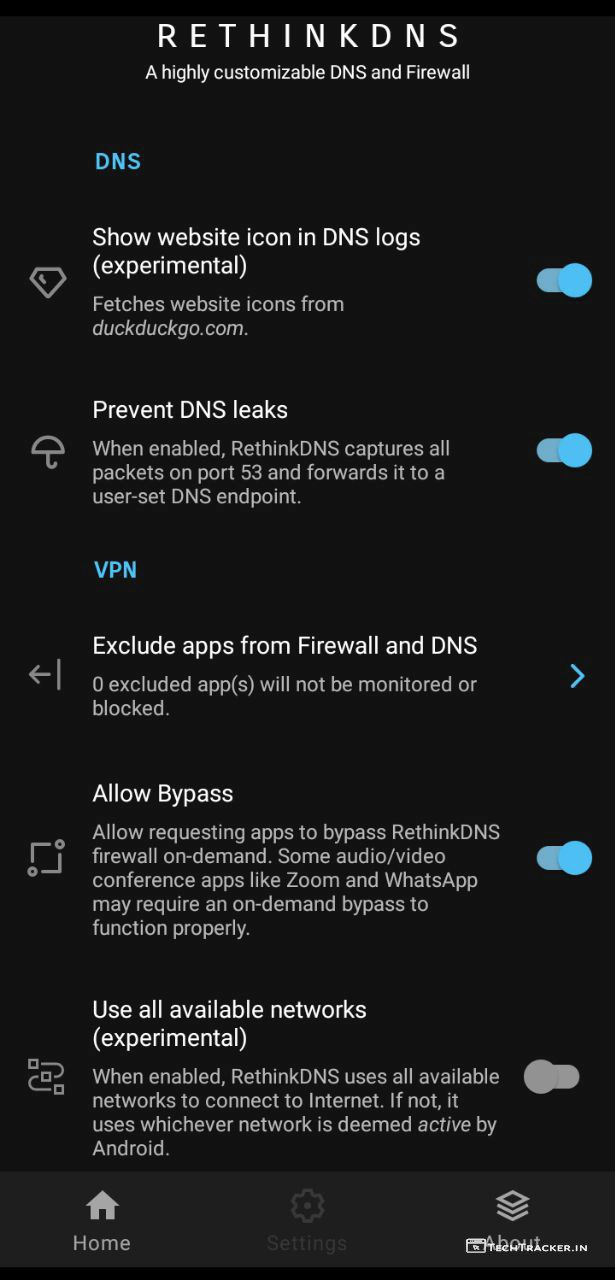 RETHINKDNS
A highly customizable DNS and Firewall
DNS
Show website icon in DNS logs
(experimental)
Fetches website icons from
duckduckgo.com.
Prevent DNS leaks
When enabled, RethinkDNS captures all
packets on port 53 and forwards it to a
user-set DNS endpoint.
VPN
Exclude apps from Firewall and DNS
0 excluded app(s) will not be monitored or
blocked.
Allow Bypass
Allow requesting apps to bypass RethinkDNS
firewall on-demand. Some audio/video
conference apps like Zoom and WhatsApp
may require an on-demand bypass to
function properly.
Use all available networks
(experimental)
When enabled, RethinkDNS uses all available
networks to connect to Internet. If not, it
uses whichever network is deemed active by
Android.
Home
Settings
About
TECHTRACKER.IN